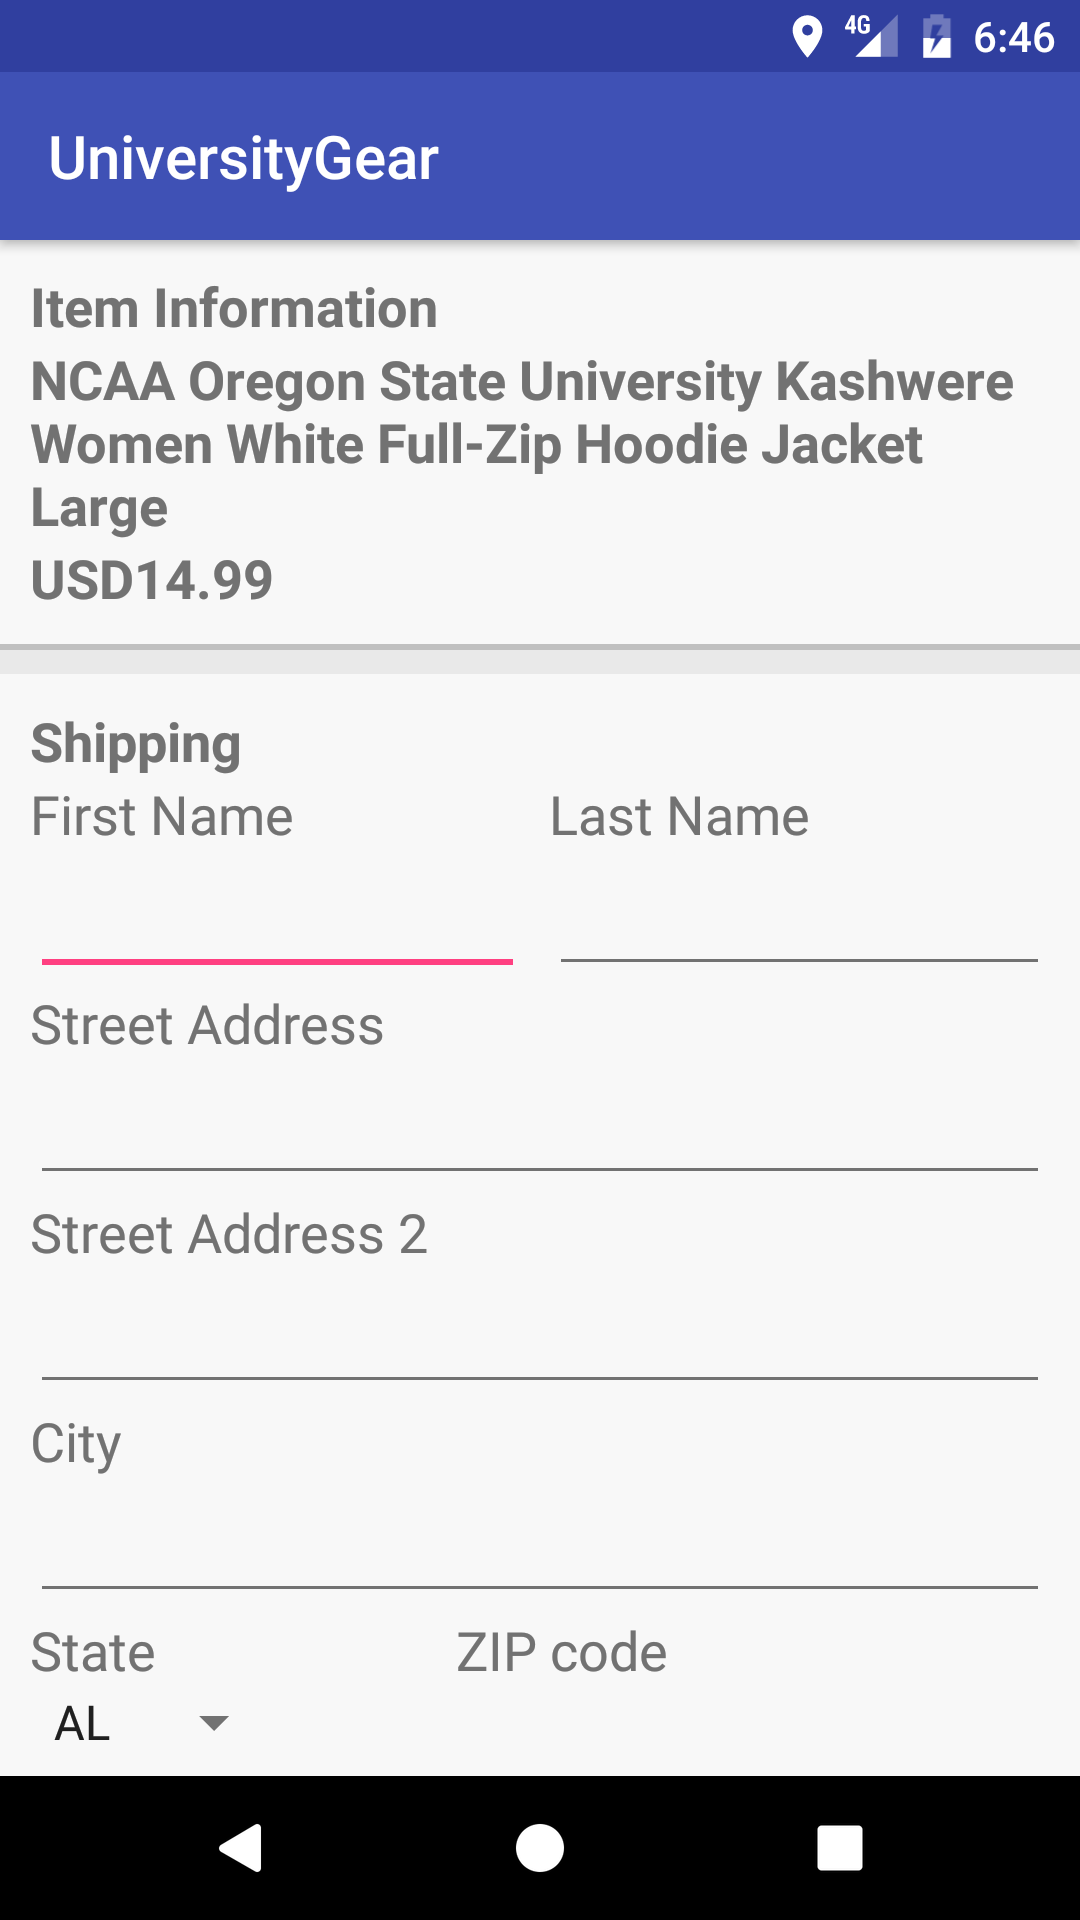 4G 6:46
UniversityGear
Item Information
NCAA Oregon State University Kashwere
Women White Full-Zip Hoodie Jacket
Large
USD14.99
Shipping
First Name Last Name
Street Address
Street Address 2
City
State ZIP code
AL